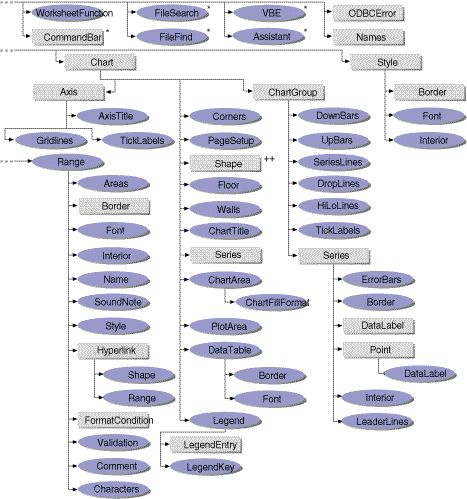 WorksheetFunction FileSearch* VBE* ODBCError
CommandBar* FileFind* Assistant* Names
Chart Style
Axis ChartGroup Border
AxisTitle Corners DownBars Font
Gridlines TickLabels PageSetup UpBars Interior
Range Shape ++ SeriesLines
Areas Floor DropLines
Border Walls HiLoLines
Font ChartTitle TickLabels
Interior Series Series
Name ChartArea ErrorBars
SoundNote ChartFillFormat Border
Style PlotArea DataLabel
Hyperlink DataTable Point
Shape Border DataLabel
Range Font Interior
FormatCondition Legend LeaderLines
Validation LegendEntry
Comment LegendKey
Characters